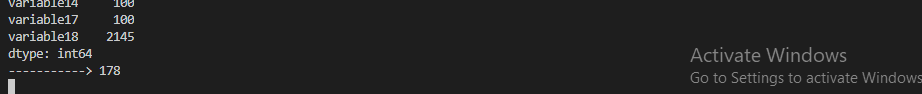 variable14     100
variable17     100
variable18    2145
dtype: int64
-----------> 178
Activate Windows
Go to Settings to activate Windows